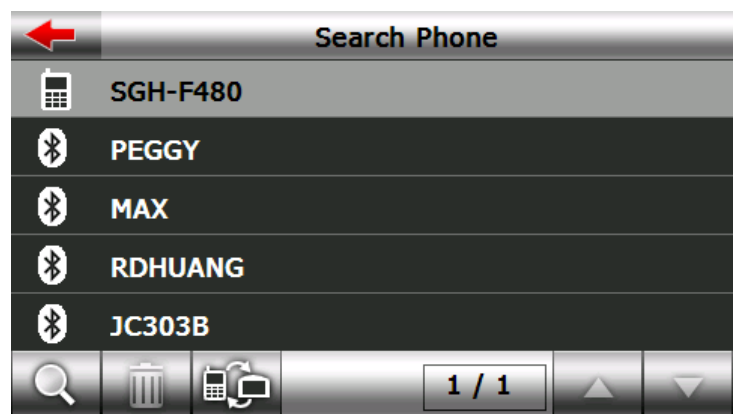 Search Phone
SGH-F480
PEGGY
MAX
RDHUANG
JC303B
1 / 1